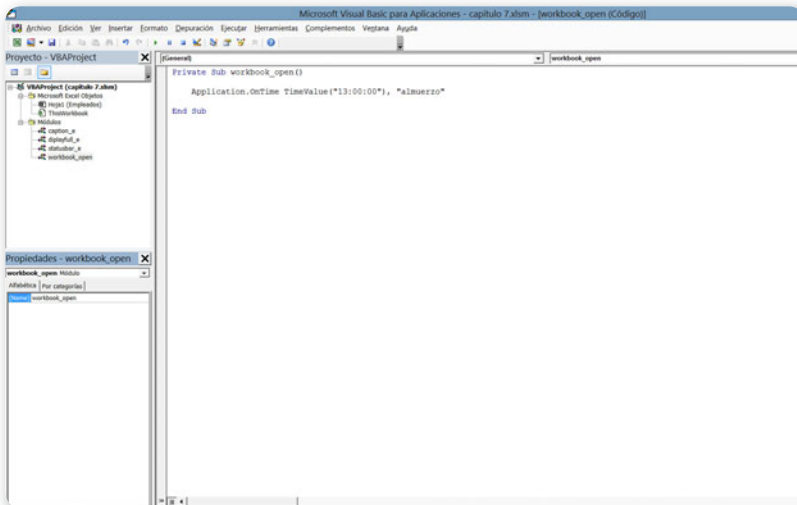 Microsoft Visual Basic para Aplicaciones - capitulo 7.xlsm - [workbook_open (Código)]
Archivo Edición Ver Insertar Formato Depuración Ejecutar Herramientas Complementos Ventana Ayuda
Proyecto - VBAProject
VBAProject (capitulo 7.xlsm)
Microsoft Excel Objetos
Hoja1 (Empleados)
ThisWorkbook
Módulos
caption_e
diplayfull_e
statusbar_e
workbook_open
Propiedades - workbook_open
workbook_open Módulo
Alfabética Por categorías
(Name) workbook_open
(General) workbook_open
Private Sub workbook_open()
Application.OnTime TimeValue("13:00:00"), "almuerzo"
End Sub